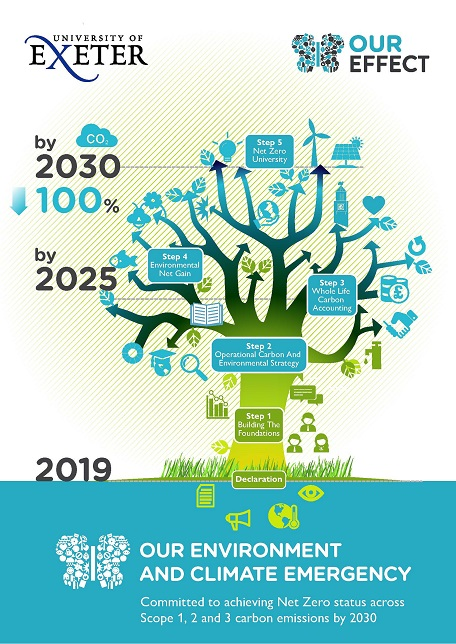 UNIVERSITY OF
EXETER
OUR
EFFECT
by
CO2
2030
100%
by
2025
2019
Step 5
Net Zero
University
Step 4
Environmental
Net Gain
Step 3
Whole Life
Carbon
Accounting
Step 2
Operational Carbon And
Environmental Strategy
Step 1
Building The
Foundations
Declaration
£
OUR ENVIRONMENT
AND CLIMATE EMERGENCY
Committed to achieving Net Zero status across
Scope 1, 2 and 3 carbon emissions by 2030